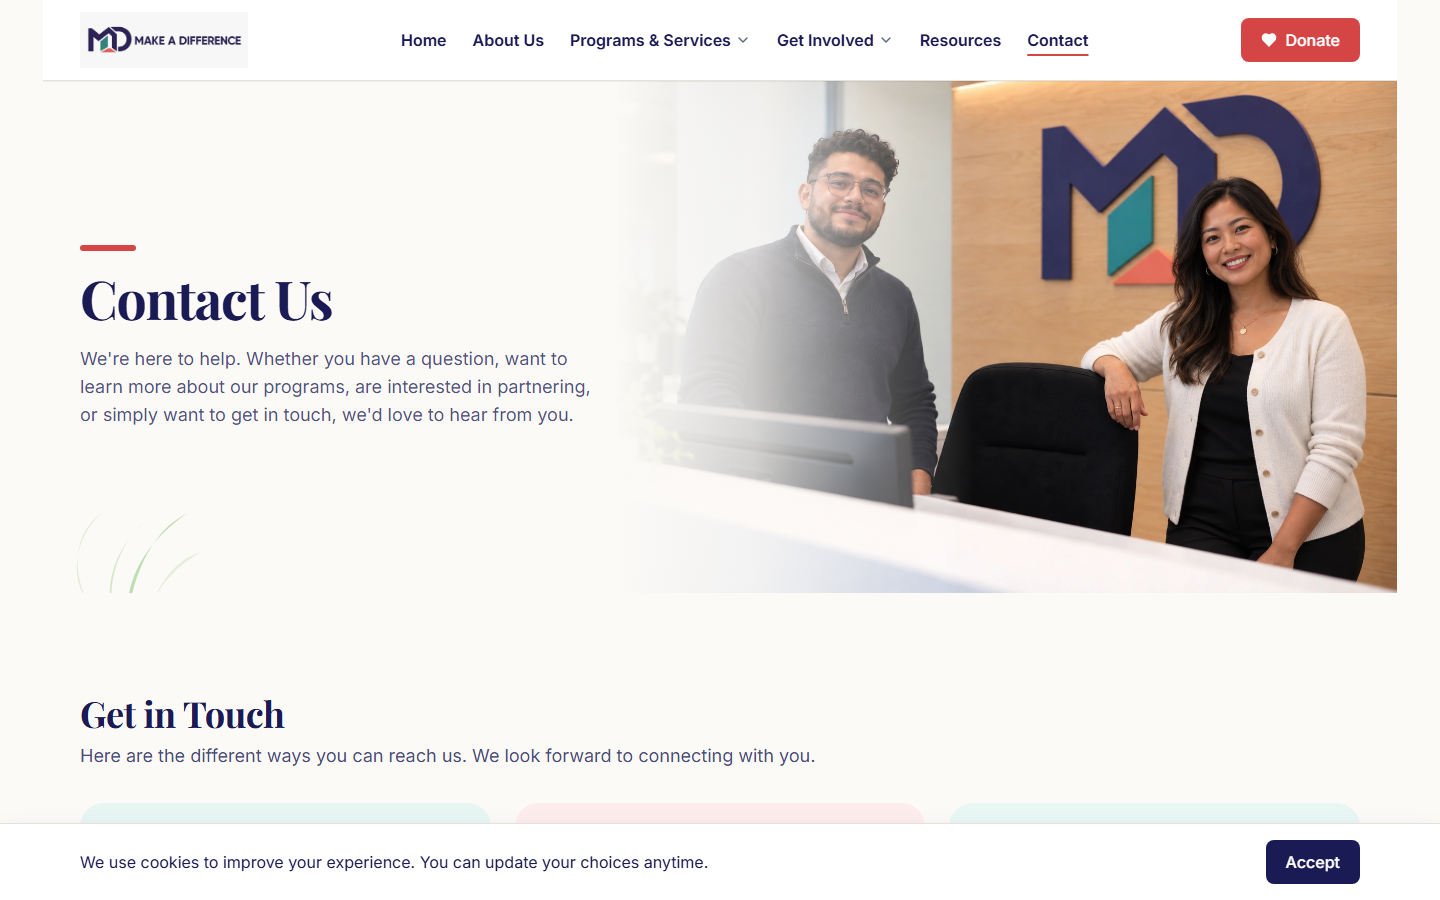 MD MAKE A DIFFERENCE
Home
About Us
Programs & Services
Get Involved
Resources
Contact
Donate
MD
Contact Us
We're here to help. Whether you have a question, want to
learn more about our programs, are interested in partnering,
or simply want to get in touch, we'd love to hear from you.
Get in Touch
Here are the different ways you can reach us. We look forward to connecting with you.
We use cookies to improve your experience. You can update your choices anytime.
Accept